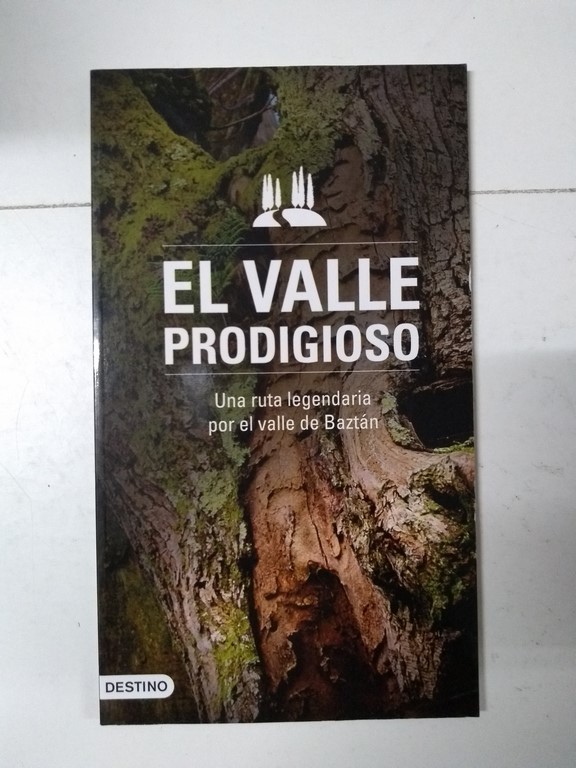 EL VALLE
PRODIGIOSO
Una ruta legendaria
por el valle de Baztán
DESTINO